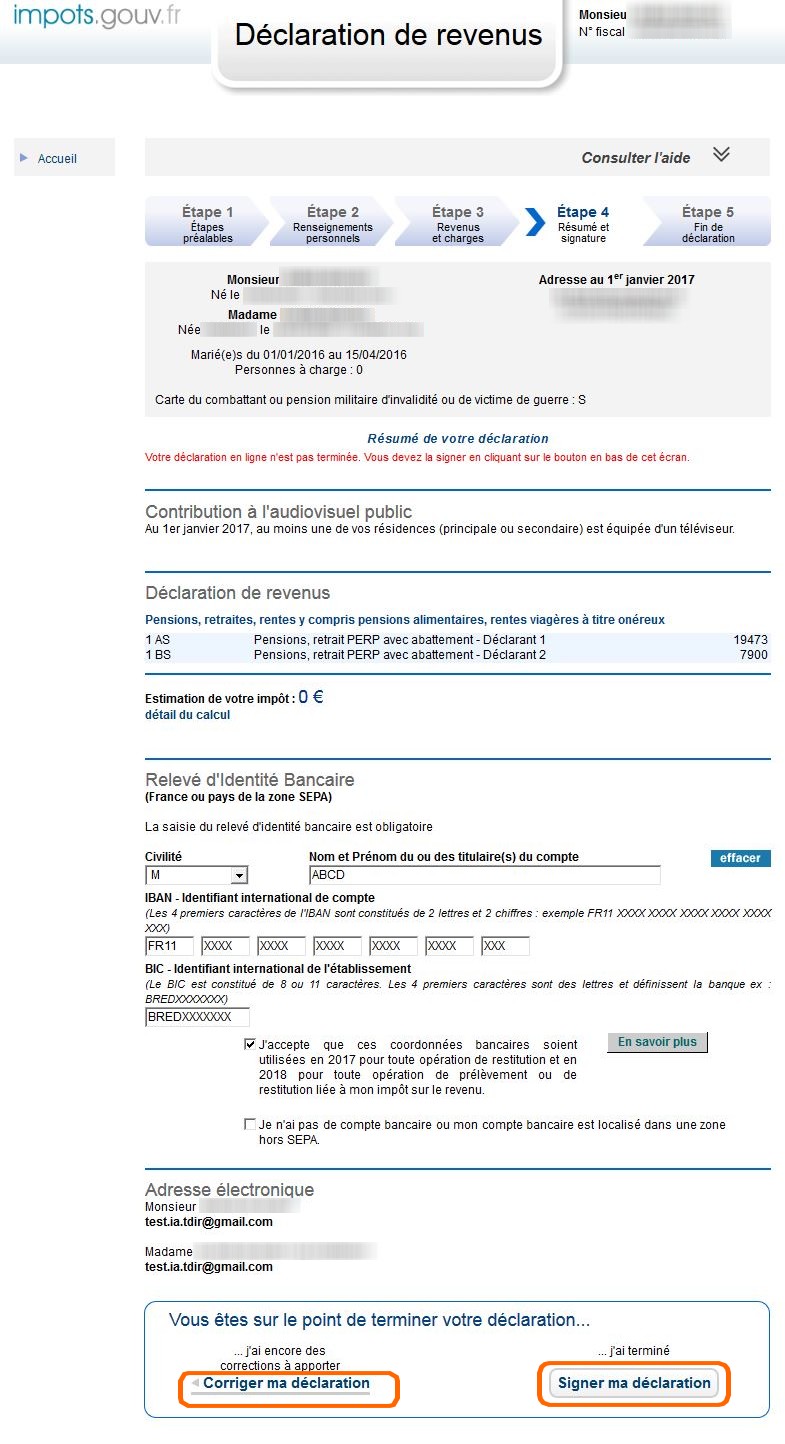 impots.gouv.fr
Déclaration de revenus
Monsieu
N° fiscal
Accueil
Consulter l'aide
Étape 1
Étapes
préalables
Étape 2
Renseignements
personnels
Étape 3
Revenus
et charges
Étape 4
Résumé et
signature
Étape 5
Fin de
déclaration
Monsieur
Né le
Madame
Née le
Marié(e)s du 01/01/2016 au 15/04/2016
Personnes à charge : 0
Adresse au 1er janvier 2017
Carte du combattant ou pension militaire d'invalidité ou de victime de guerre : S
Résumé de votre déclaration
Votre déclaration en ligne n'est pas terminée. Vous devez la signer en cliquant sur le bouton en bas de cet écran.
Contribution à l'audiovisuel public
Au 1er janvier 2017, au moins une de vos résidences (principale ou secondaire) est équipée d'un téléviseur.
Déclaration de revenus
Pensions, retraites, rentes y compris pensions alimentaires, rentes viagères à titre onéreux
1 AS Pensions, retrait PERP avec abattement - Déclarant 1 19473
1 BS Pensions, retrait PERP avec abattement - Déclarant 2 7900
Estimation de votre impôt : 0 €
détail du calcul
Relevé d'Identité Bancaire
(France ou pays de la zone SEPA)
La saisie du relevé d'identité bancaire est obligatoire
Civilité Nom et Prénom du ou des titulaire(s) du compte effacer
M ABCD
IBAN - Identifiant international de compte
(Les 4 premiers caractères de l'IBAN sont constitués de 2 lettres et 2 chiffres : exemple FR11 XXXX XXXX XXXX XXXX XXXX
XXX)
FR11 XXXX XXXX XXXX XXXX XXXX XXX
BIC - Identifiant international de l'établissement
(Le BIC est constitué de 8 ou 11 caractères. Les 4 premiers caractères sont des lettres et définissent la banque ex :
BREDXXXXXXX)
BREDXXXXXXX
J'accepte que ces coordonnées bancaires soient
utilisées en 2017 pour toute opération de restitution et en
2018 pour toute opération de prélèvement ou de
restitution liée à mon impôt sur le revenu.
En savoir plus
Je n'ai pas de compte bancaire ou mon compte bancaire est localisé dans une zone
hors SEPA.
Adresse électronique
Monsieur
test.ia.tdir@gmail.com
Madame
test.ia.tdir@gmail.com
Vous êtes sur le point de terminer votre déclaration...
... j'ai encore des
corrections à apporter
Corriger ma déclaration
... j'ai terminé
Signer ma déclaration